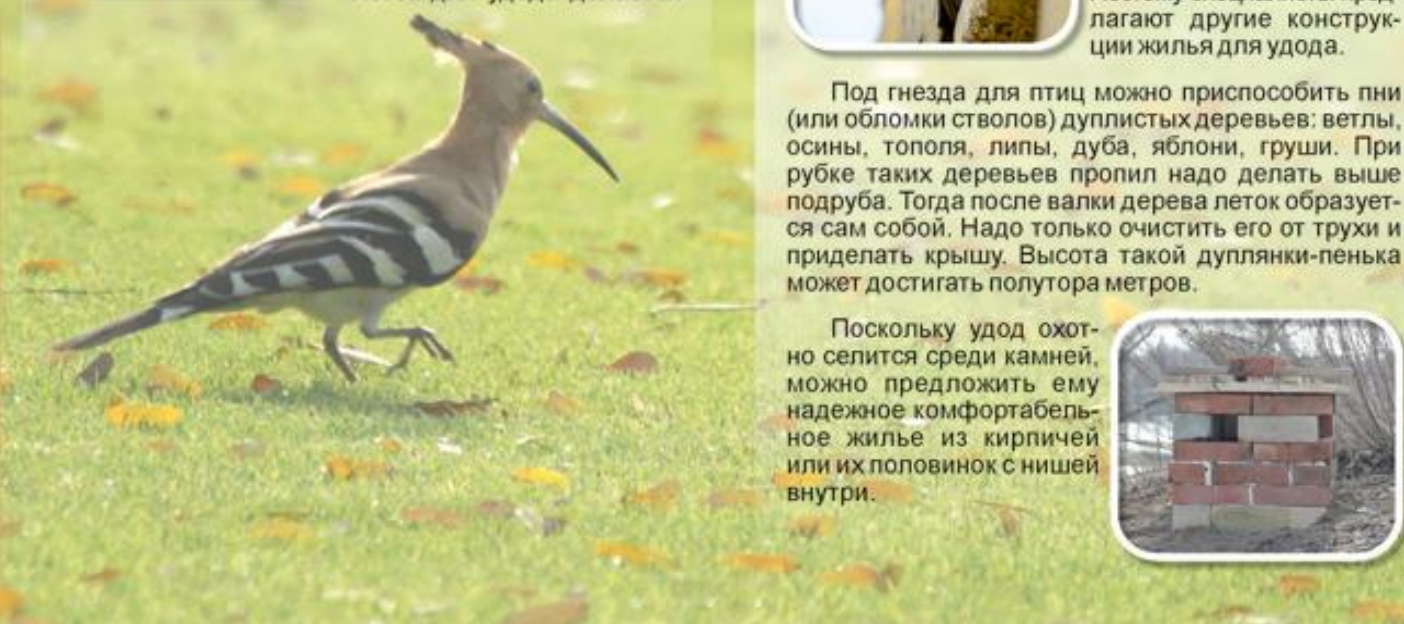 лагают другие конструк-
ции жилья для удода.
Под гнезда для птиц можно приспособить пни
(или обломки стволов) дуплистых деревьев: ветлы,
осины, тополя, липы, дуба, яблони, груши. При
рубке таких деревьев пропил надо делать выше
подруба. Тогда после валки дерева леток образует-
ся сам собой. Надо только очистить его от трухи и
приделать крышу. Высота такой дуплянки-пенька
может достигать полутора метров.
Поскольку удод охот-
но селится среди камней,
можно предложить ему
надежное комфортабель-
ное жилье из кирпичей
или их половинок с нишей
внутри.